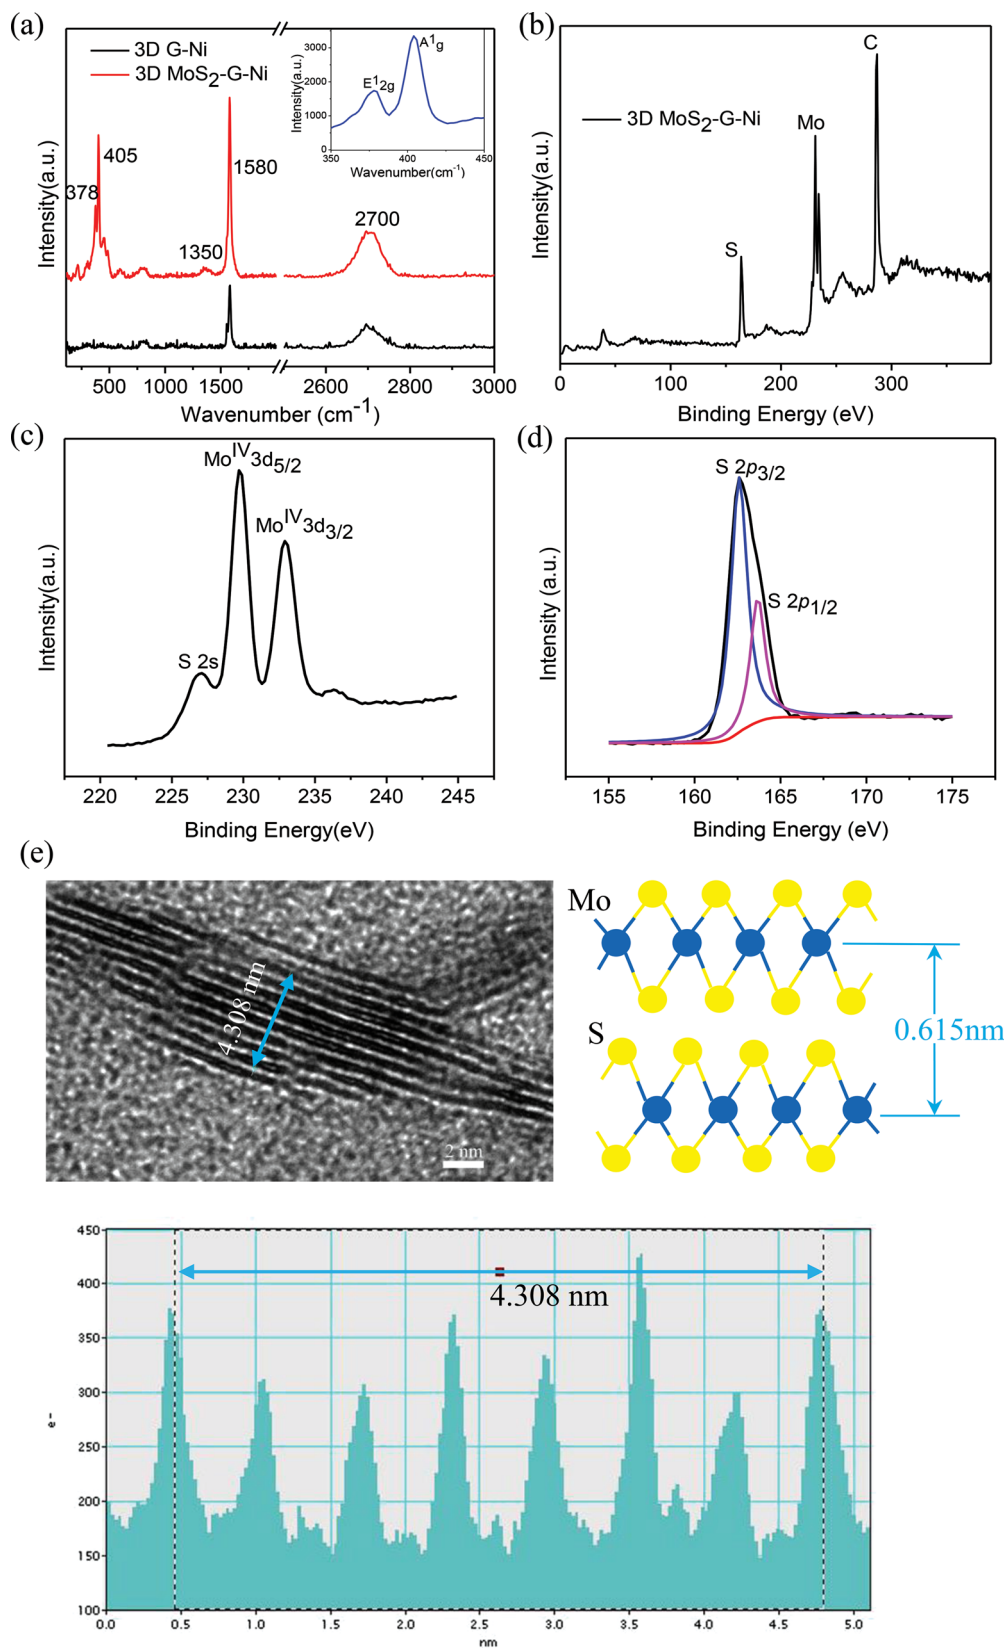 (a)
3D G-Ni
3D MoS2-G-Ni
378
405
1350
1580
2700
Intensity(a.u.)
500 1000 1500 2600 2800 3000
Wavenumber (cm-1)
3000
2000
1000
0
Intensity(a.u.)
E12g
A1g
350 400 450
Wavenumber(cm-1)
(b)
3D MoS2-G-Ni
S
Mo
C
Intensity(a.u.)
0 100 200 300
Binding Energy (eV)
(c)
MoIV3d5/2
MoIV3d3/2
S 2s
Intensity(a.u.)
220 225 230 235 240 245
Binding Energy(eV)
(d)
S 2p3/2
S 2p1/2
Intensity (a.u.)
155 160 165 170 175
Binding Energy (eV)
(e)
4.308 nm
2 nm
Mo
S
0.615nm
450
400
350
300
250
200
150
100
e-
4.308 nm
0.0 0.5 1.0 1.5 2.0 2.5 3.0 3.5 4.0 4.5 5.0
nm